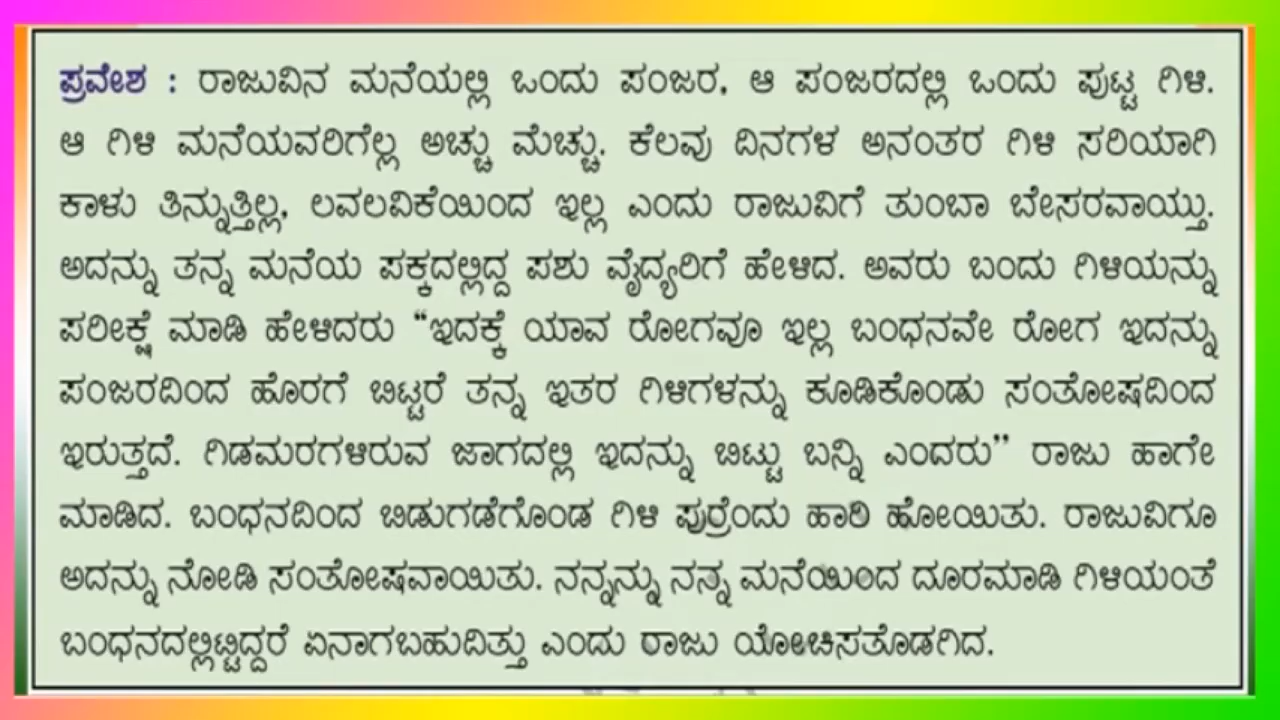 ಪ್ರವೇಶ : ರಾಜುವಿನ ಮನೆಯಲ್ಲಿ ಒಂದು ಪಂಜರ, ಆ ಪಂಜರದಲ್ಲಿ ಒಂದು ಪುಟ್ಟ ಗಿಳಿ.
ಆ ಗಿಳಿ ಮನೆಯವರಿಗೆಲ್ಲ ಅಚ್ಚು ಮೆಚ್ಚು. ಕೆಲವು ದಿನಗಳ ಅನಂತರ ಗಿಳಿ ಸರಿಯಾಗಿ
ಕಾಳು ತಿನ್ನುತ್ತಿಲ್ಲ, ಲವಲವಿಕೆಯಿಂದ ಇಲ್ಲ ಎಂದು ರಾಜುವಿಗೆ ತುಂಬಾ ಬೇಸರವಾಯ್ತು.
ಅದನ್ನು ತನ್ನ ಮನೆಯ ಪಕ್ಕದಲ್ಲಿದ್ದ ಪಶು ವೈದ್ಯರಿಗೆ ಹೇಳಿದ. ಅವರು ಬಂದು ಗಿಳಿಯನ್ನು
ಪರೀಕ್ಷೆ ಮಾಡಿ ಹೇಳಿದರು “ಇದಕ್ಕೆ ಯಾವ ರೋಗವೂ ಇಲ್ಲ ಬಂಧನವೇ ರೋಗ ಇದನ್ನು
ಪಂಜರದಿಂದ ಹೊರಗೆ ಬಿಟ್ಟರೆ ತನ್ನ ಇತರ ಗಿಳಿಗಳನ್ನು ಕೂಡಿಕೊಂಡು ಸಂತೋಷದಿಂದ
ಇರುತ್ತದೆ. ಗಿಡಮರಗಳಿರುವ ಜಾಗದಲ್ಲಿ ಇದನ್ನು ಬಿಟ್ಟು ಬನ್ನಿ ಎಂದರು” ರಾಜು ಹಾಗೇ
ಮಾಡಿದ. ಬಂಧನದಿಂದ ಬಿಡುಗಡೆಗೊಂಡ ಗಿಳಿ ಪುರ್ರೆಂದು ಹಾರಿ ಹೋಯಿತು. ರಾಜುವಿಗೂ
ಅದನ್ನು ನೋಡಿ ಸಂತೋಷವಾಯಿತು. ನನ್ನನ್ನು ನನ್ನ ಮನೆಯಿಂದ ದೂರಮಾಡಿ ಗಿಳಿಯಂತೆ
ಬಂಧನದಲ್ಲಿಟ್ಟಿದ್ದರೆ ಏನಾಗಬಹುದಿತ್ತು ಎಂದು ರಾಜು ಯೋಚಿಸತೊಡಗಿದ.